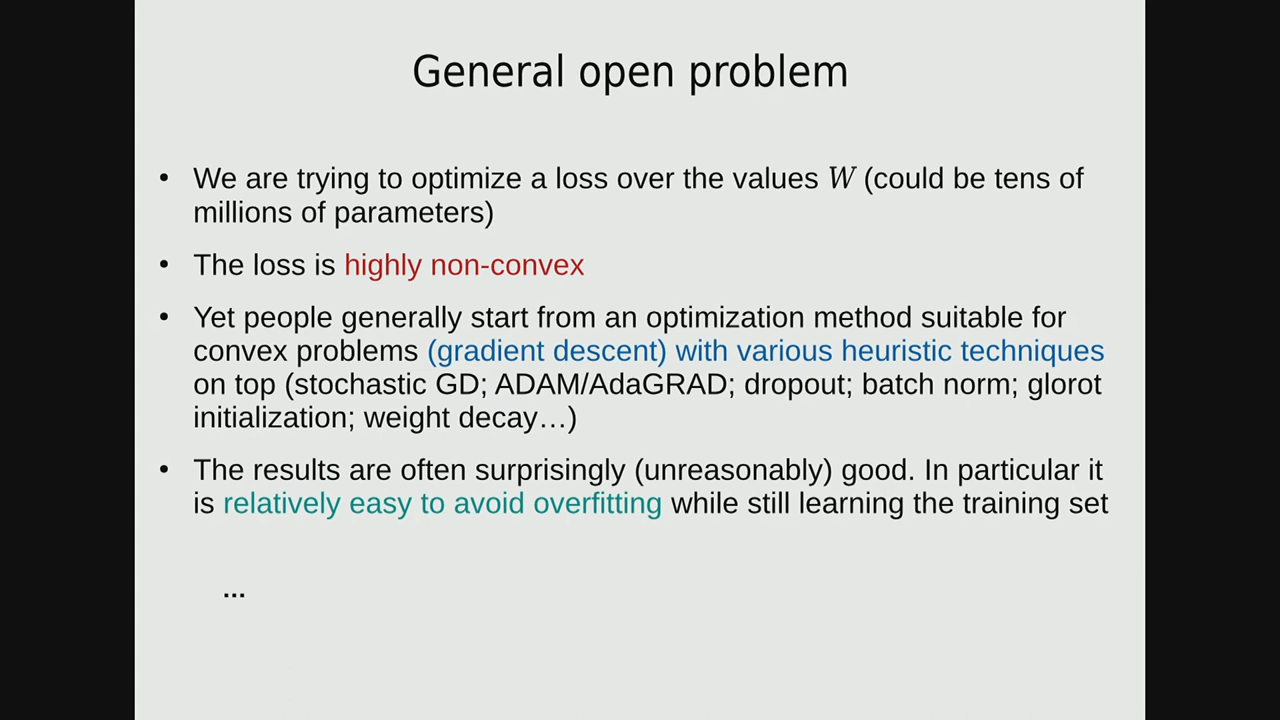 General open problem
• We are trying to optimize a loss over the values W (could be tens of
millions of parameters)
• The loss is highly non-convex
• Yet people generally start from an optimization method suitable for
convex problems (gradient descent) with various heuristic techniques
on top (stochastic GD; ADAM/AdaGRAD; dropout; batch norm; glorot
initialization; weight decay…)
• The results are often surprisingly (unreasonably) good. In particular it
is relatively easy to avoid overfitting while still learning the training set
...